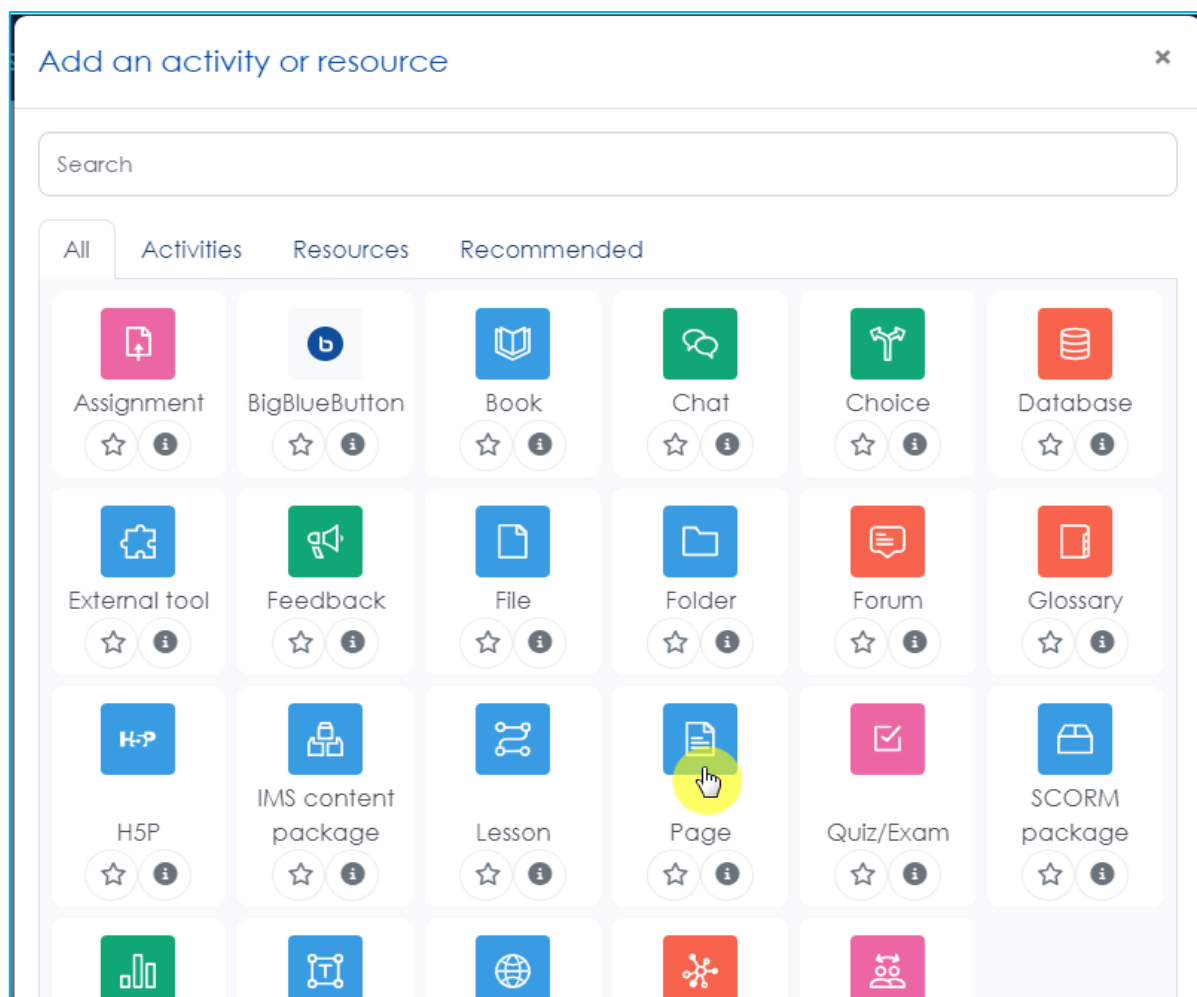 Add an activity or resource
Search
All Activities Resources Recommended
Assignment BigBlueButton Book Chat Choice Database
External tool Feedback File Folder Forum Glossary
H5P
H5P IMS content package Lesson Page Quiz/Exam SCORM package
T